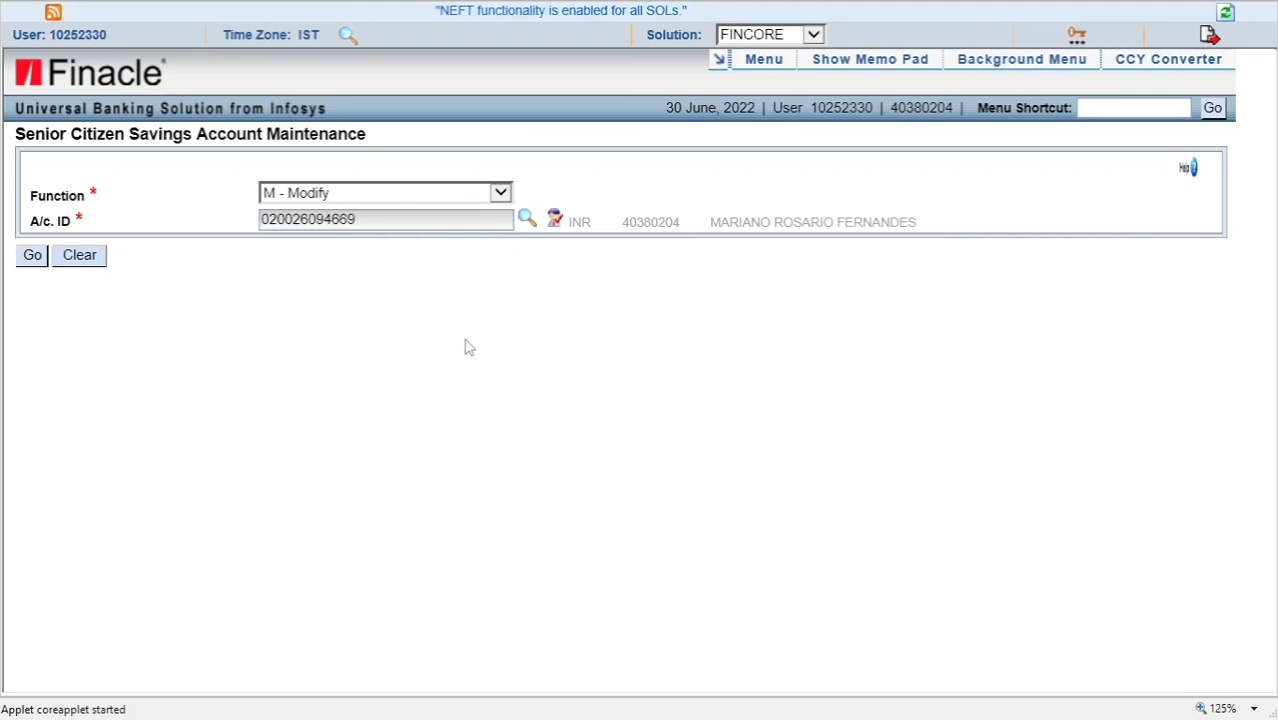 "NEFT functionality is enabled for all SOLs."
User: 10252330 Time Zone: IST Solution: FINCORE
Finacle
Menu Show Memo Pad Background Menu CCY Converter
Universal Banking Solution from Infosys 30 June, 2022 | User 10252330 | 40380204 | Menu Shortcut: Go
Senior Citizen Savings Account Maintenance
Help
Function * M - Modify
A/c. ID * 020026094669 INR 40380204 MARIANO ROSARIO FERNANDES
Go Clear
Applet coreapplet started 125%